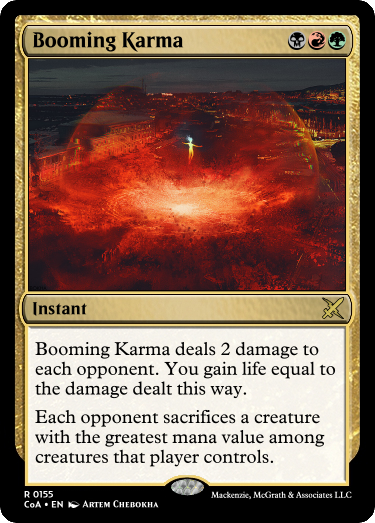 Booming Karma
Instant
Booming Karma deals 2 damage to
each opponent. You gain life equal to
the damage dealt this way.
Each opponent sacrifices a creature
with the greatest mana value among
creatures that player controls.
R 0155
CoA • EN Artem Chebokha
Mackenzie, McGrath & Associates LLC